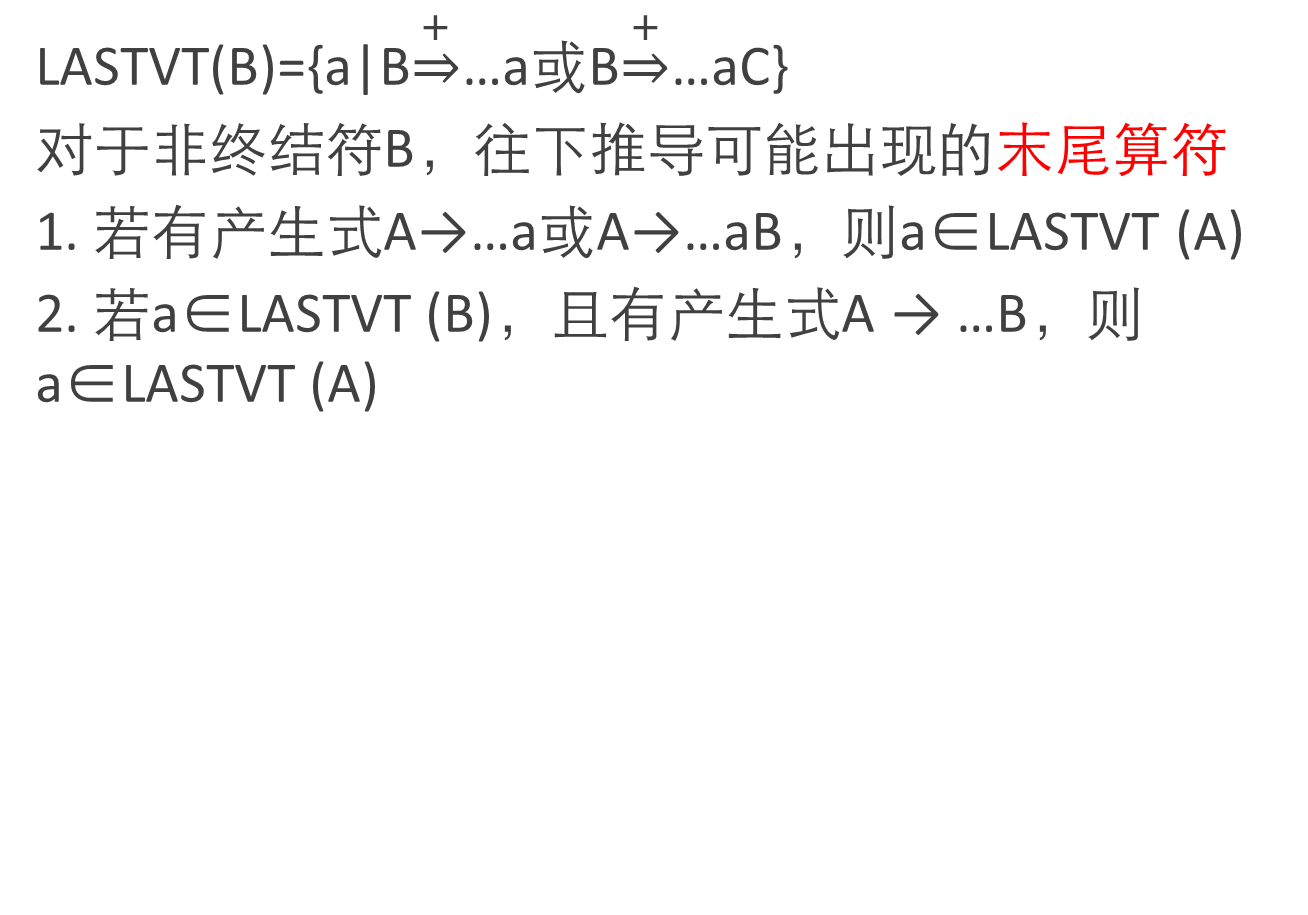 LASTVT(B)={a|B⇒+…a或B⇒+…aC}
对于非终结符B，往下推导可能出现的末尾算符
1. 若有产生式A→…a或A→…aB，则a∈LASTVT (A)
2. 若a∈LASTVT (B)，且有产生式A → …B，则
a∈LASTVT (A)